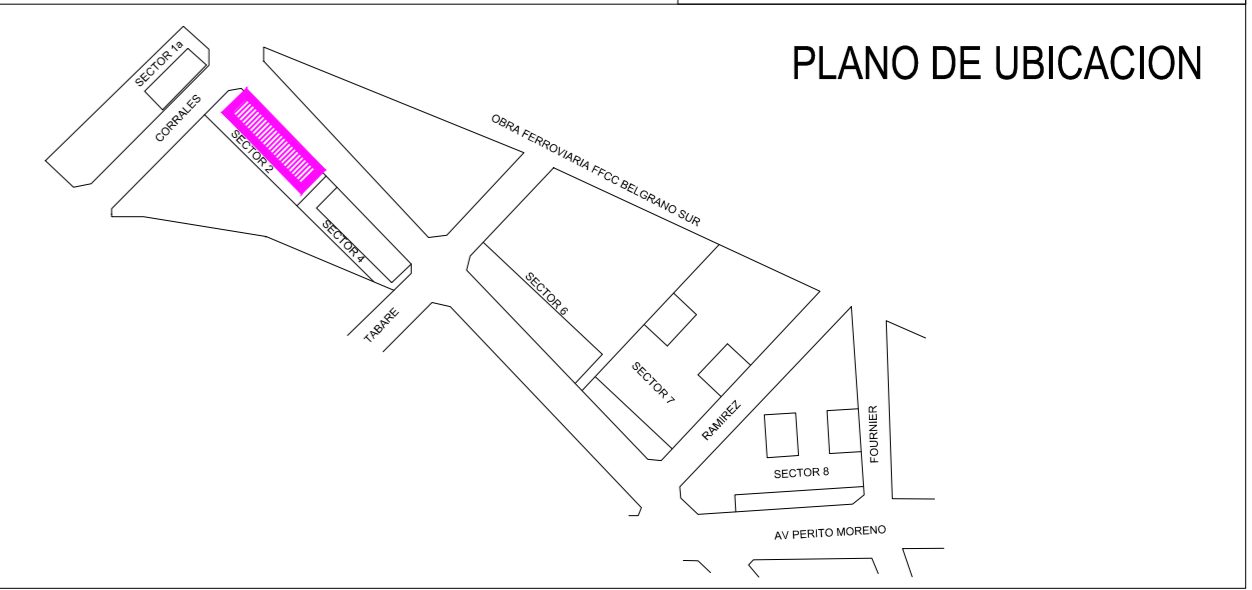 PLANO DE UBICACION
SECTOR 1a
CORRALES
SECTOR 2
SECTOR 4
TABARE
OBRA FERROVIARIA FFCC BELGRANO SUR
SECTOR 6
SECTOR 7
RAMIREZ
SECTOR 8
FOURNIER
AV PERITO MORENO